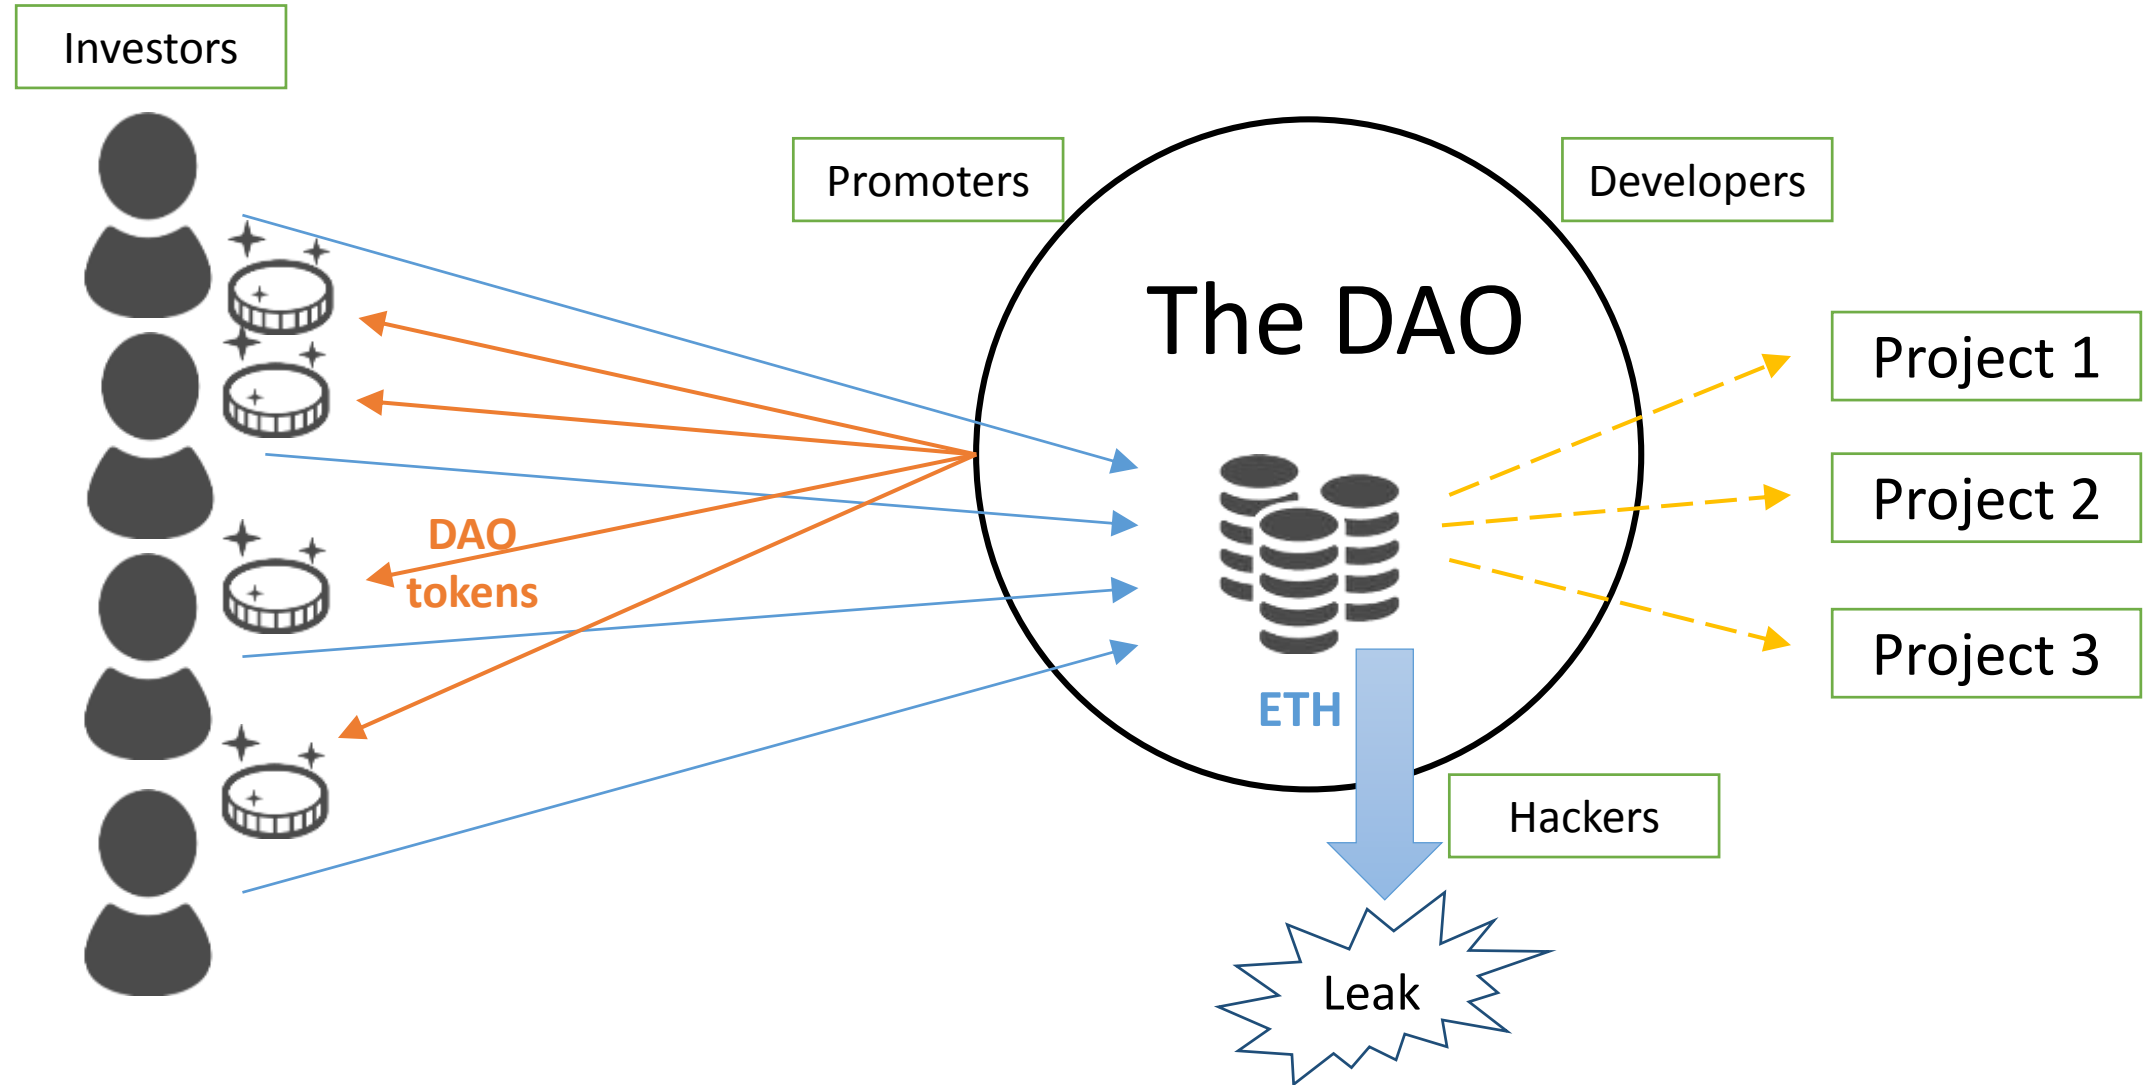 Investors
Promoters
Developers
The DAO
Project 1
Project 2
DAO
tokens
Project 3
ETH
Hackers
Leak